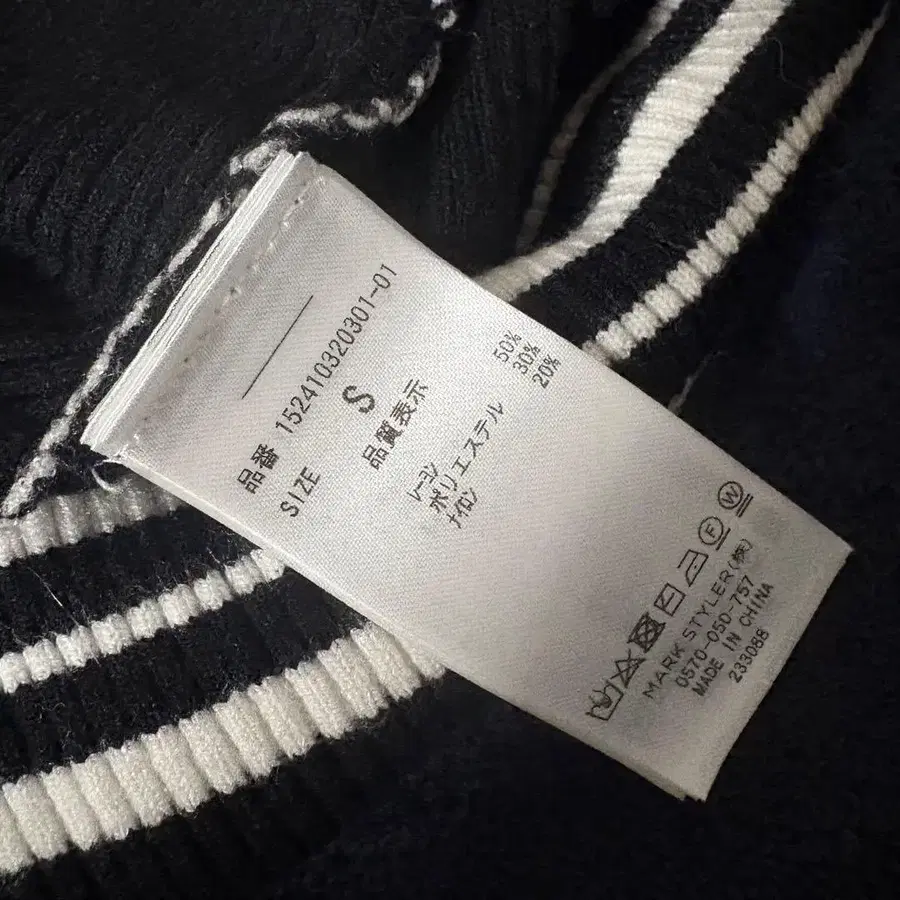 品番 152410320301-01
SIZE S
品質表示
レーヨン 50%
ポリエステル 30%
ナイロン 20%
MARK STYLER(株)
0570-050-757
MADE IN CHINA
233088